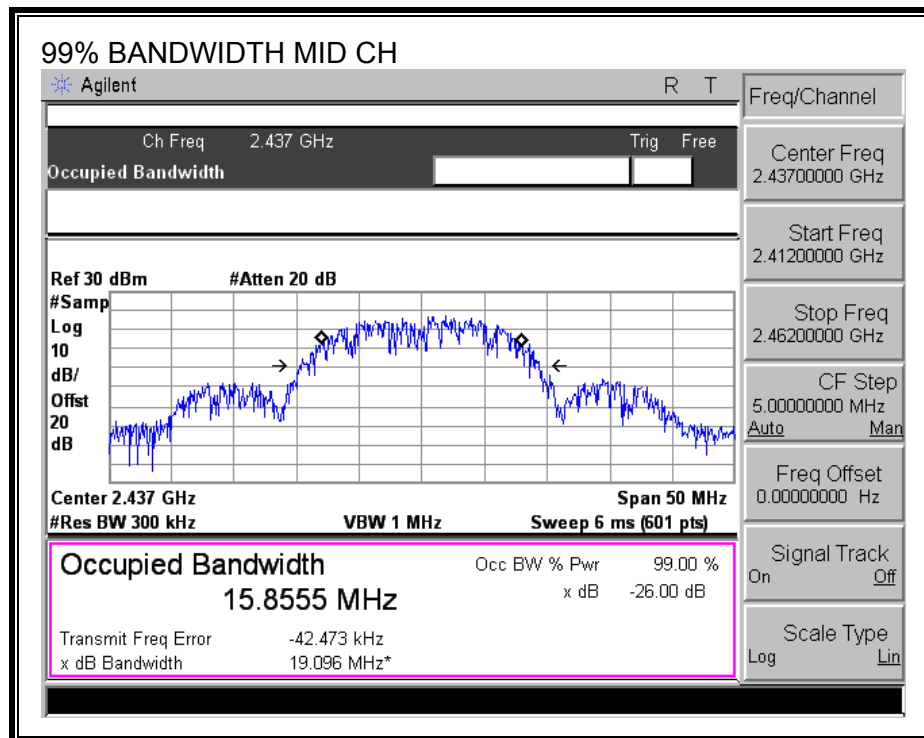 99% BANDWIDTH MID CH
Agilent R T
Ch Freq 2.437 GHz Trig Free
Occupied Bandwidth
Ref 30 dBm #Atten 20 dB
#Samp
Log
10
dB/
Offst
20
dB
Center 2.437 GHz Span 50 MHz
#Res BW 300 kHz VBW 1 MHz Sweep 6 ms (601 pts)
Occupied Bandwidth
15.8555 MHz
Occ BW % Pwr 99.00 %
x dB -26.00 dB
Transmit Freq Error -42.473 kHz
x dB Bandwidth 19.096 MHz*
Freq/Channel
Center Freq
2.43700000 GHz
Start Freq
2.41200000 GHz
Stop Freq
2.46200000 GHz
CF Step
5.00000000 MHz
Auto Man
Freq Offset
0.00000000 Hz
Signal Track
On Off
Scale Type
Log Lin